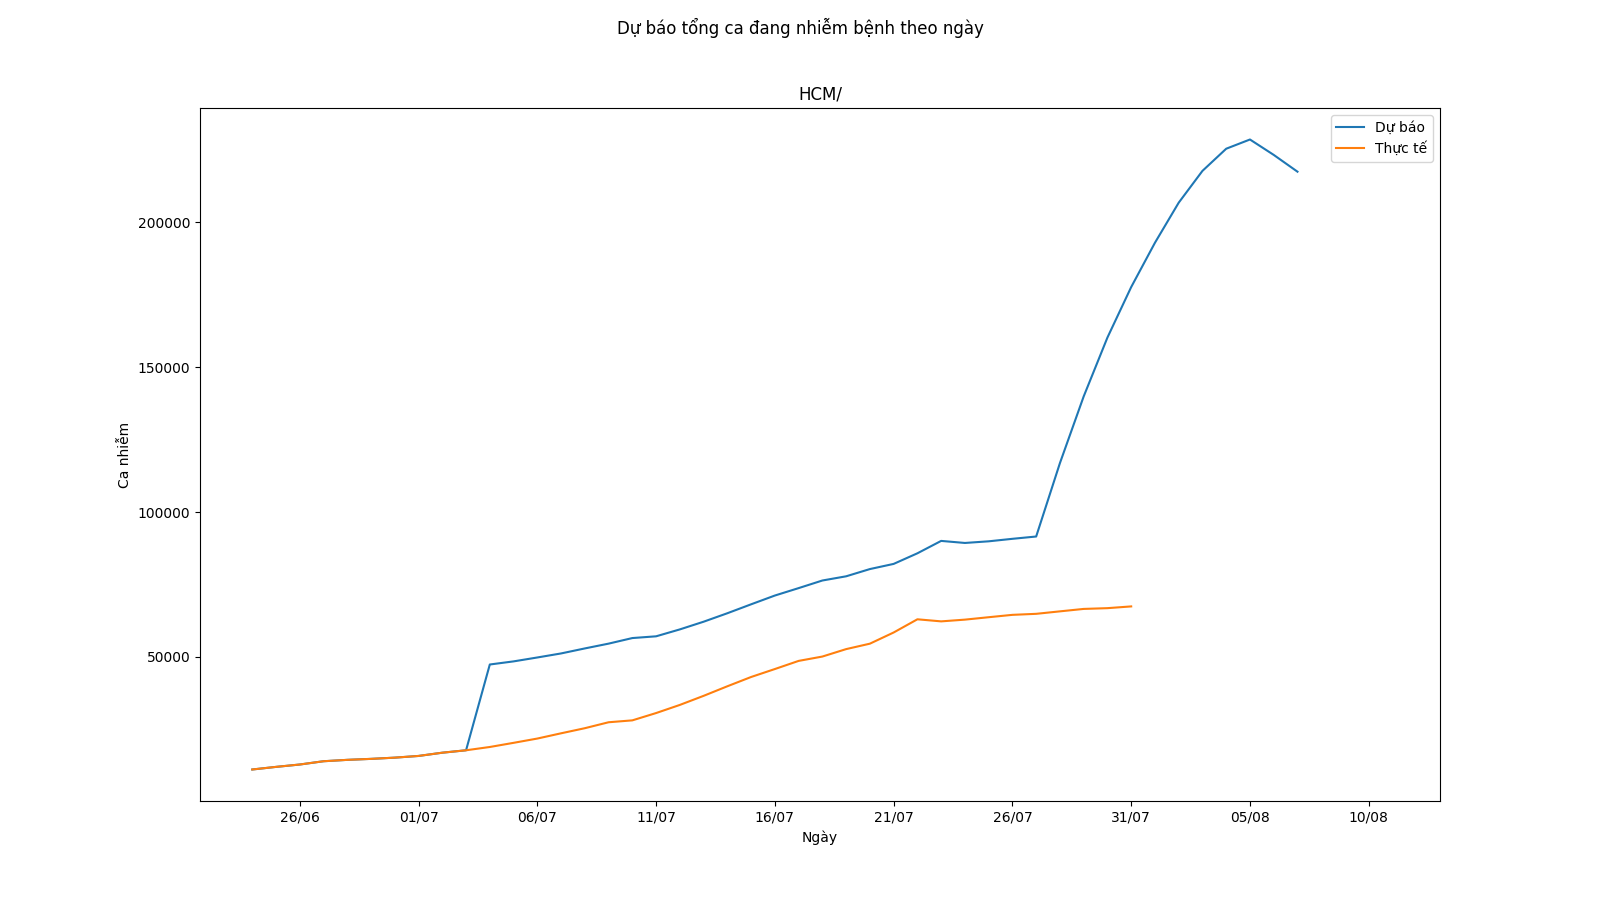 Dự báo tổng ca đang nhiễm bệnh theo ngày
HCM/
Dự báo
Thực tế
200000
150000
100000
50000
Ca nhiễm
26/06 01/07 06/07 11/07 16/07 21/07 26/07 31/07 05/08 10/08
Ngày